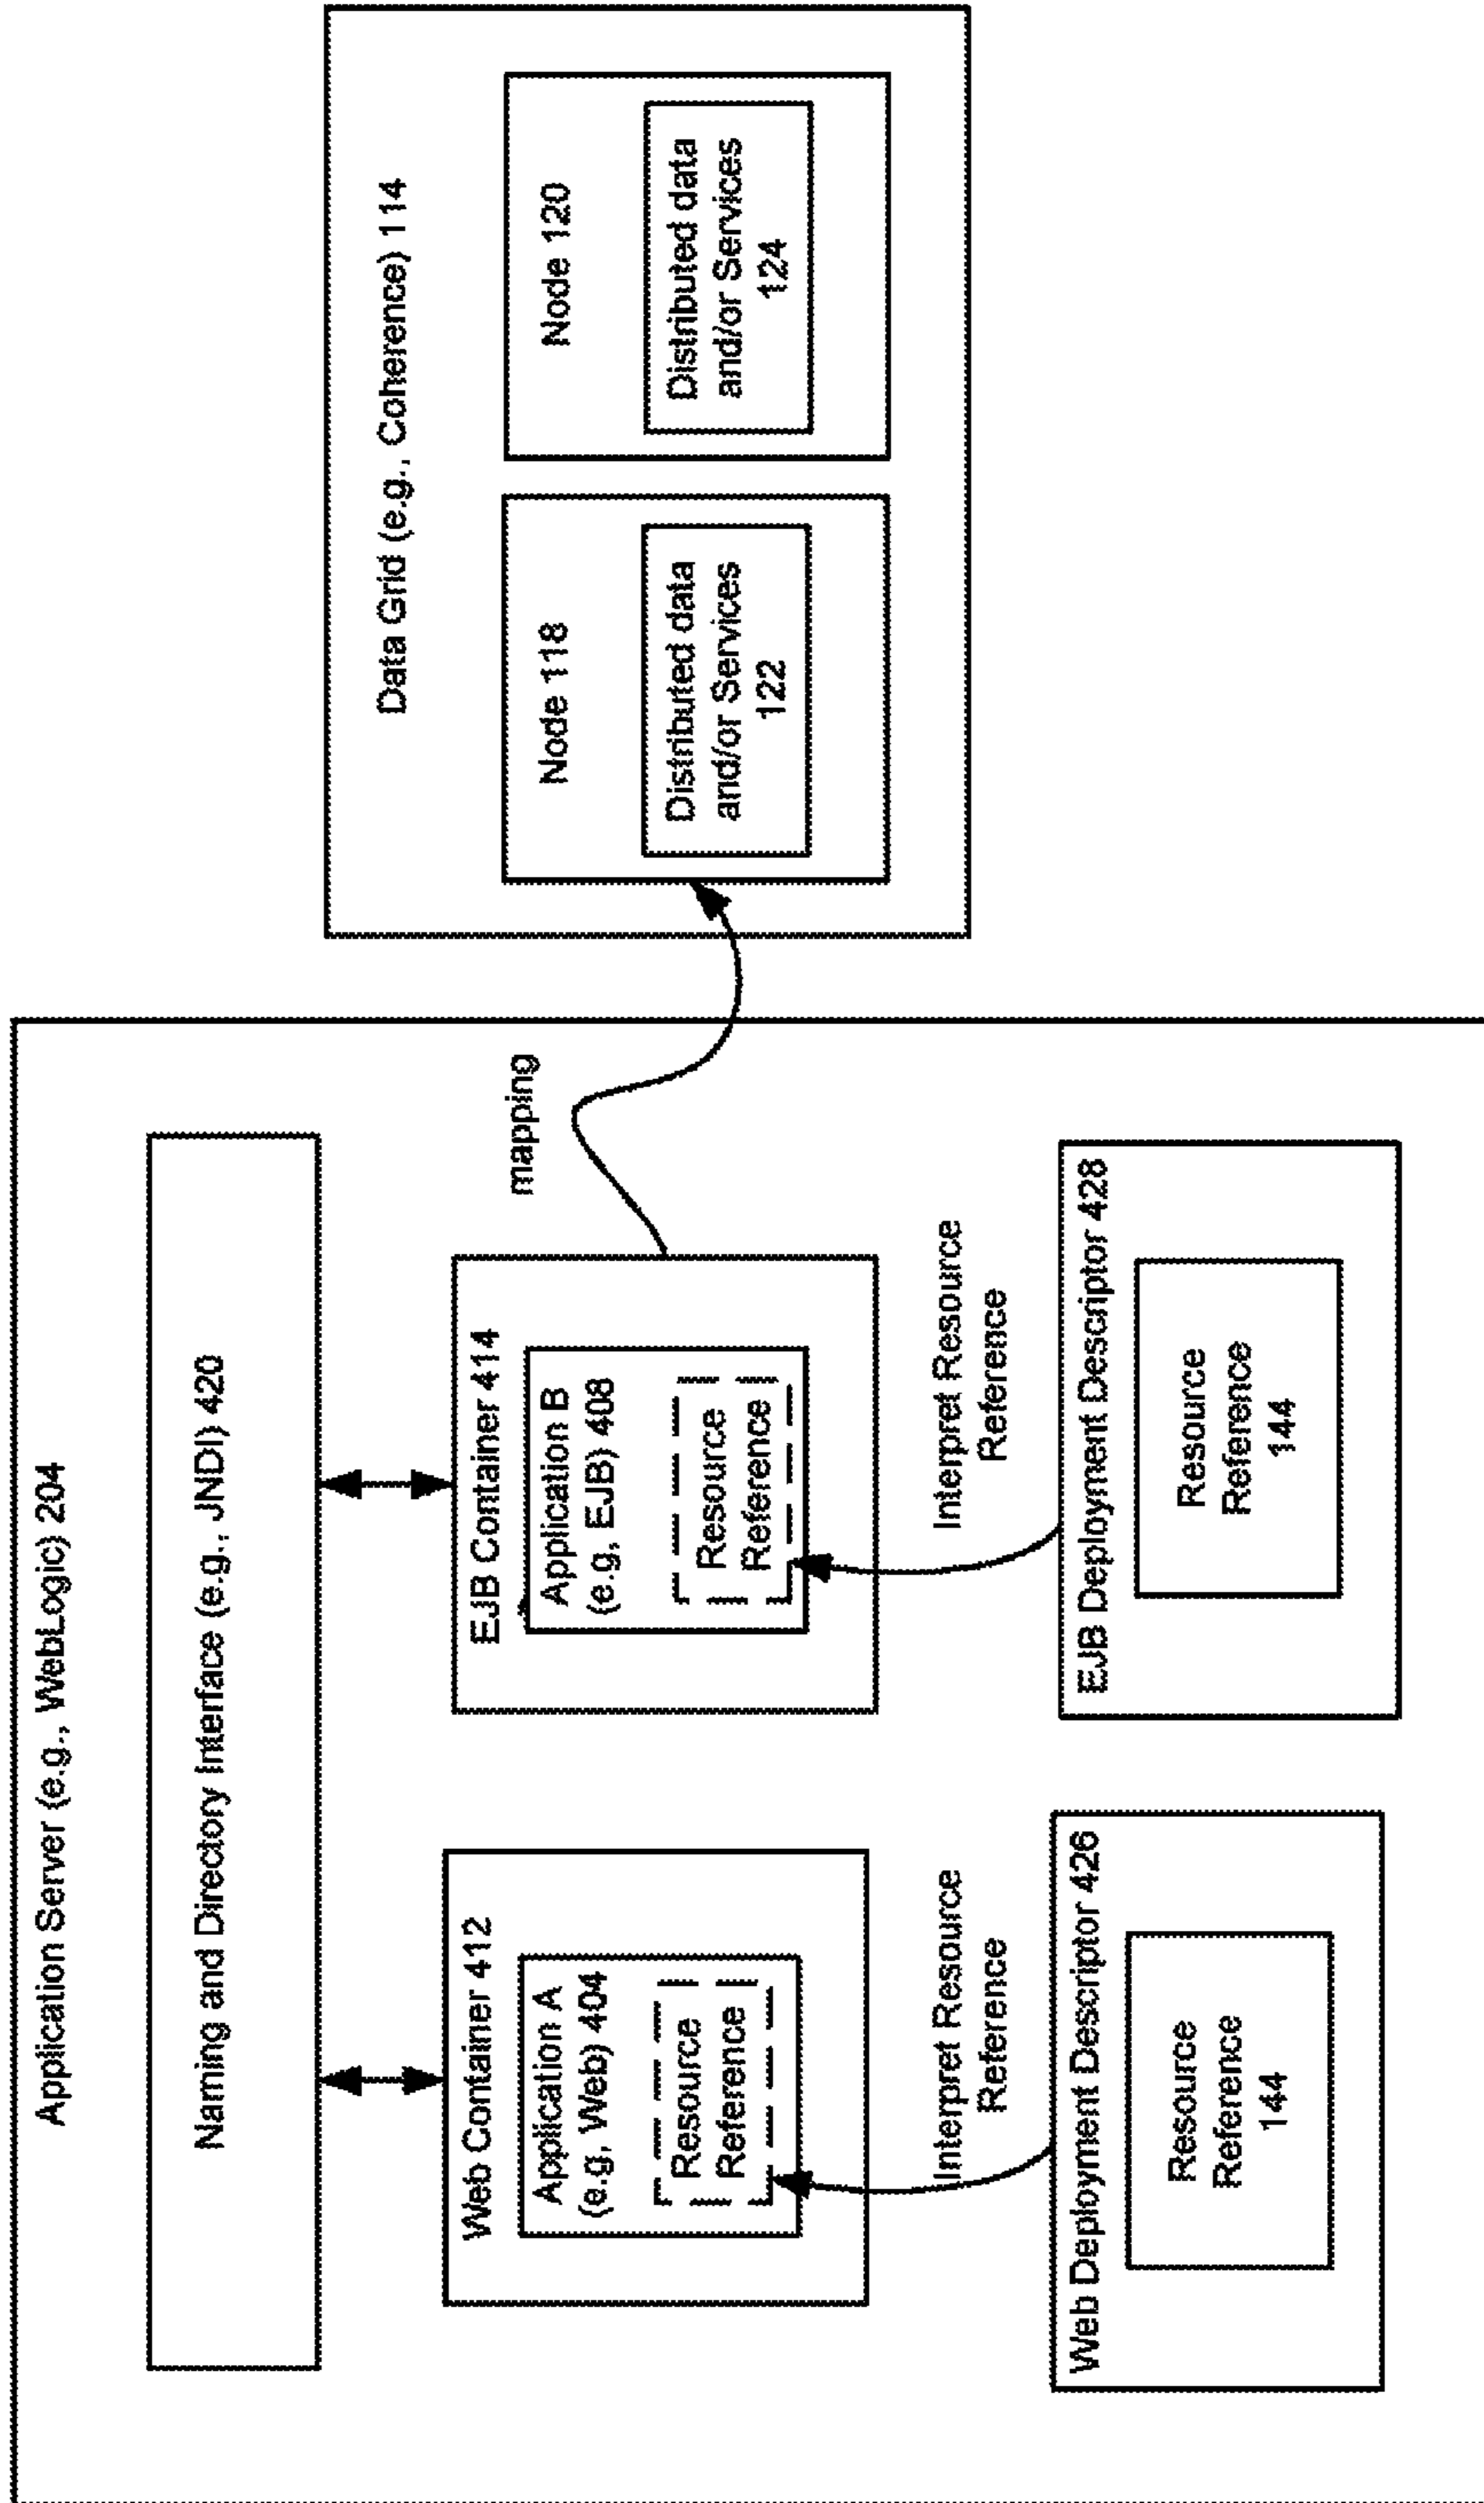 Application Server (e.g., WebLogic) 204
Naming and Directory Interface (e.g., JNDI) 420
Web Container 412
Application A
(e.g, Web) 404
Resource
Reference
Interpret Resource
Reference
Web Deployment Descriptor 426
Resource
Reference
144
EJB Container 414
Application B
(e.g, EJB) 408
Resource
Reference
Interpret Resource
Reference
EJB Deployment Descriptor 428
Resource
Reference
144
mapping
Data Grid (e.g., Coherence) 114
Node 118
Distributed data
and/or Services
122
Node 120
Distributed data
and/or Services
124